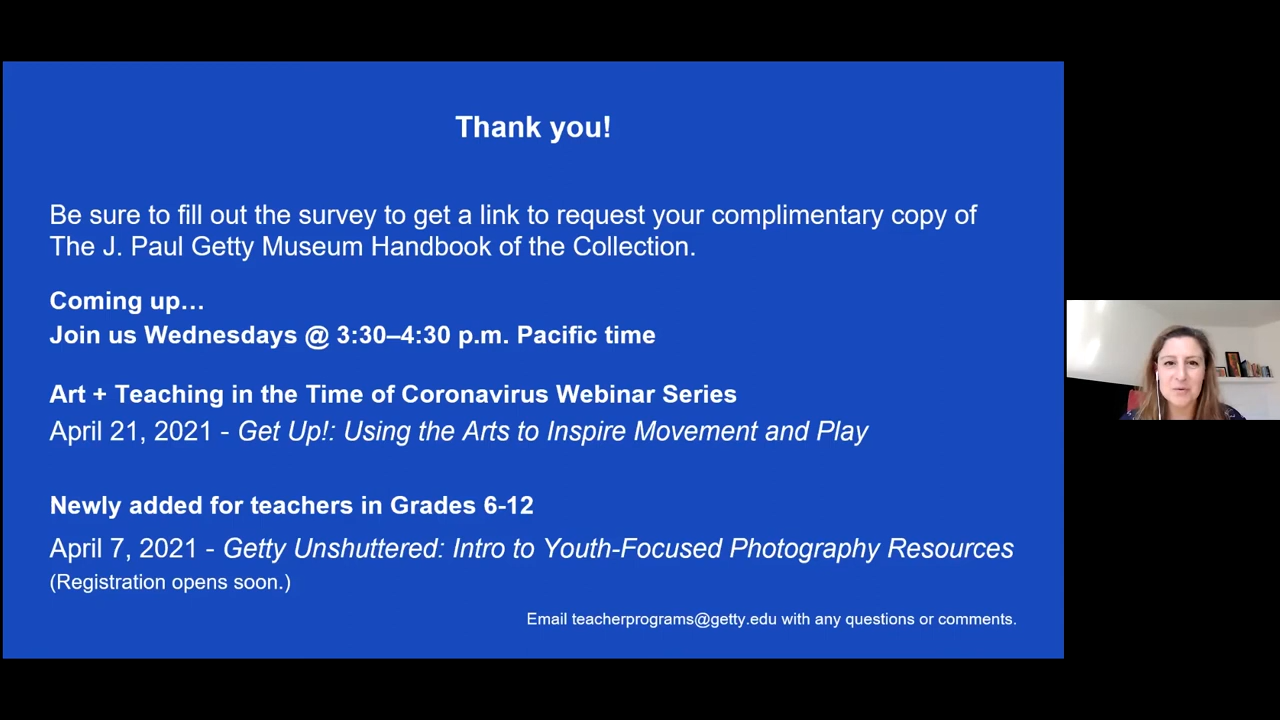 Thank you!
Be sure to fill out the survey to get a link to request your complimentary copy of
The J. Paul Getty Museum Handbook of the Collection.
Coming up…
Join us Wednesdays @ 3:30–4:30 p.m. Pacific time
Art + Teaching in the Time of Coronavirus Webinar Series
April 21, 2021 - Get Up!: Using the Arts to Inspire Movement and Play
Newly added for teachers in Grades 6-12
April 7, 2021 - Getty Unshuttered: Intro to Youth-Focused Photography Resources
(Registration opens soon.)
Email teacherprograms@getty.edu with any questions or comments.